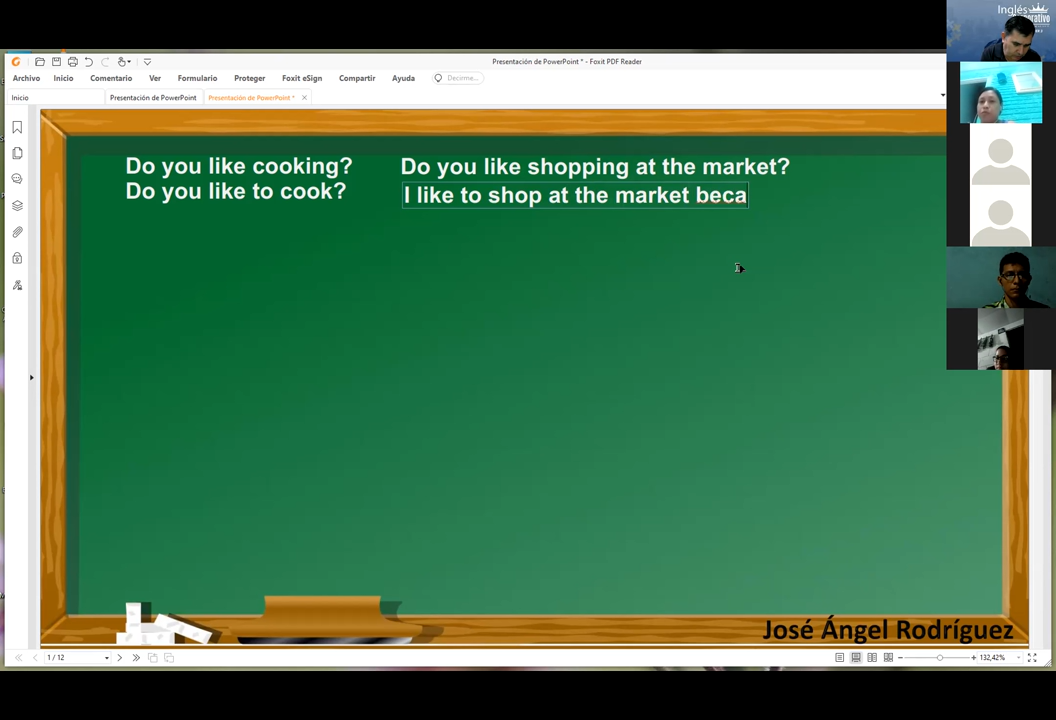 Inglés
Presentación de PowerPoint * - Foxit PDF Reader
Archivo Inicio Comentario Ver Formulario Proteger Foxit eSign Compartir Ayuda Decirme...
Inicio Presentación de PowerPoint Presentación de PowerPoint * ×
Do you like cooking? Do you like shopping at the market?
Do you like to cook? I like to shop at the market beca
José Ángel Rodríguez
1 / 12 132,42%